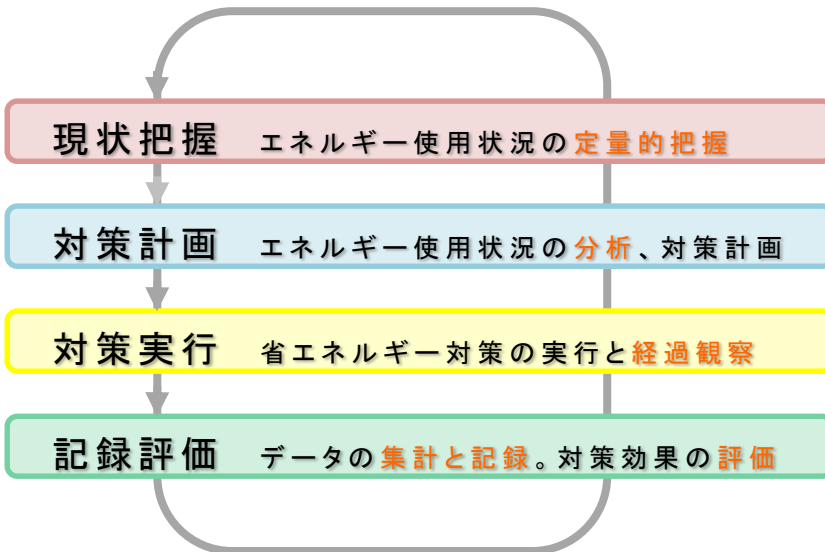 現状把握 エネルギー使用状況の定量的把握
対策計画 エネルギー使用状況の分析、対策計画
対策実行 省エネルギー対策の実行と経過観察
記録評価 データの集計と記録。対策効果の評価